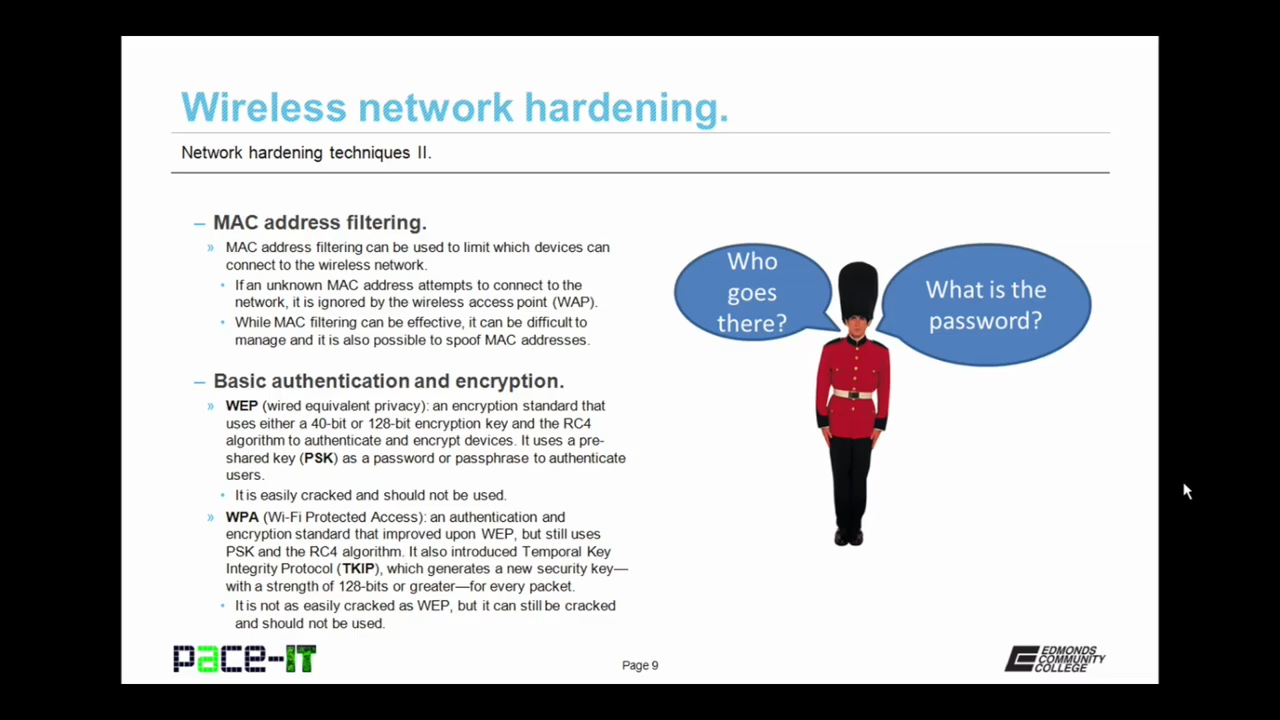 Wireless network hardening.
Network hardening techniques II.
– MAC address filtering.
» MAC address filtering can be used to limit which devices can
connect to the wireless network.
• If an unknown MAC address attempts to connect to the
network, it is ignored by the wireless access point (WAP).
• While MAC filtering can be effective, it can be difficult to
manage and it is also possible to spoof MAC addresses.
– Basic authentication and encryption.
» WEP (wired equivalent privacy): an encryption standard that
uses either a 40-bit or 128-bit encryption key and the RC4
algorithm to authenticate and encrypt devices. It uses a pre-
shared key (PSK) as a password or passphrase to authenticate
users.
• It is easily cracked and should not be used.
» WPA (Wi-Fi Protected Access): an authentication and
encryption standard that improved upon WEP, but still uses
PSK and the RC4 algorithm. It also introduced Temporal Key
Integrity Protocol (TKIP), which generates a new security key—
with a strength of 128-bits or greater—for every packet.
• It is not as easily cracked as WEP, but it can still be cracked
and should not be used.
Who
goes
there?
What is the
password?
pace-IT
Page 9
EDMONDS
COMMUNITY
COLLEGE